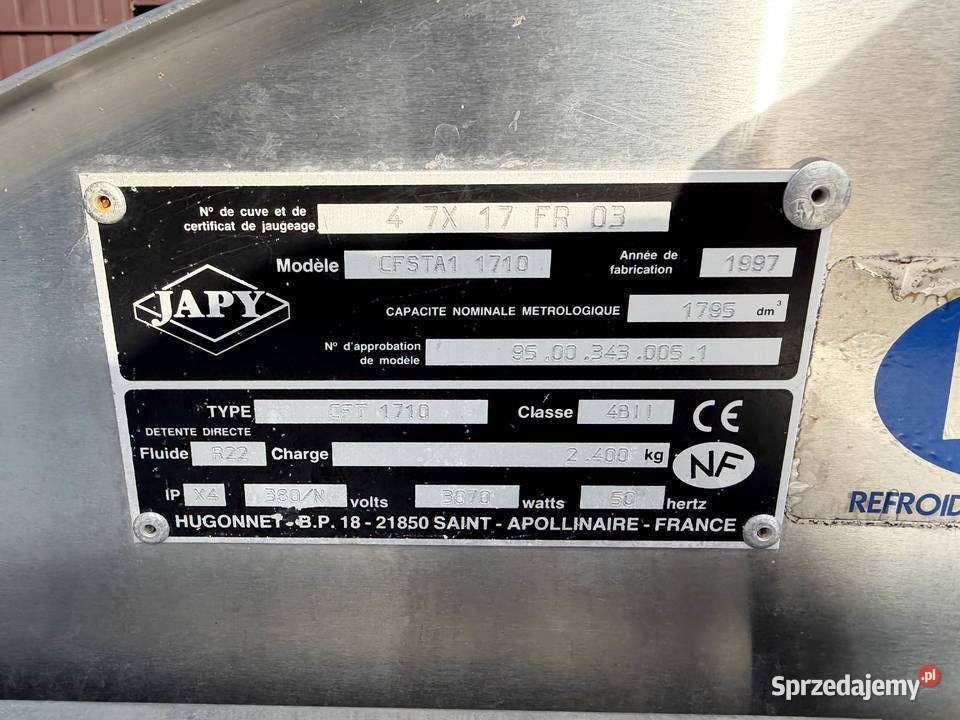 N° de cuve et de
certificat de jaugeage 4 7X 17 FR 03
JAPY
Modèle CFSTA1 1710 Année de fabrication 1997
CAPACITE NOMINALE METROLOGIQUE 1795 dm³
N° d'approbation
de modèle 95.00.343.005.1
TYPE CFT 1710 Classe 4BII CE
DETENTE DIRECTE
Fluide R22 Charge 2.400 kg NF
IP X4 380/N volts 3070 watts 50 hertz
HUGONNET - B.P. 18 - 21850 SAINT - APOLLINAIRE - FRANCE
REFROID
Sprzedajemy.pl